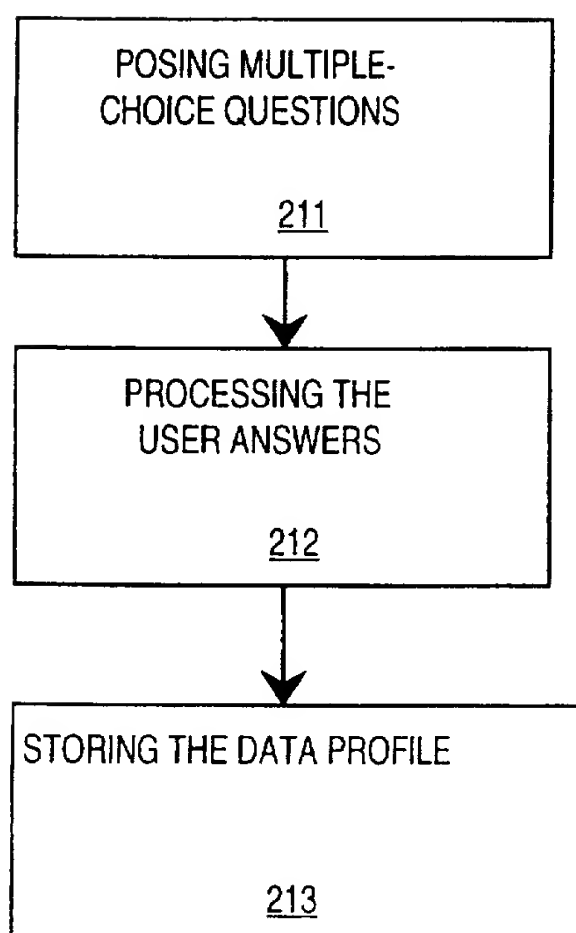 POSING MULTIPLE-
CHOICE QUESTIONS
211
PROCESSING THE
USER ANSWERS
212
STORING THE DATA PROFILE
213